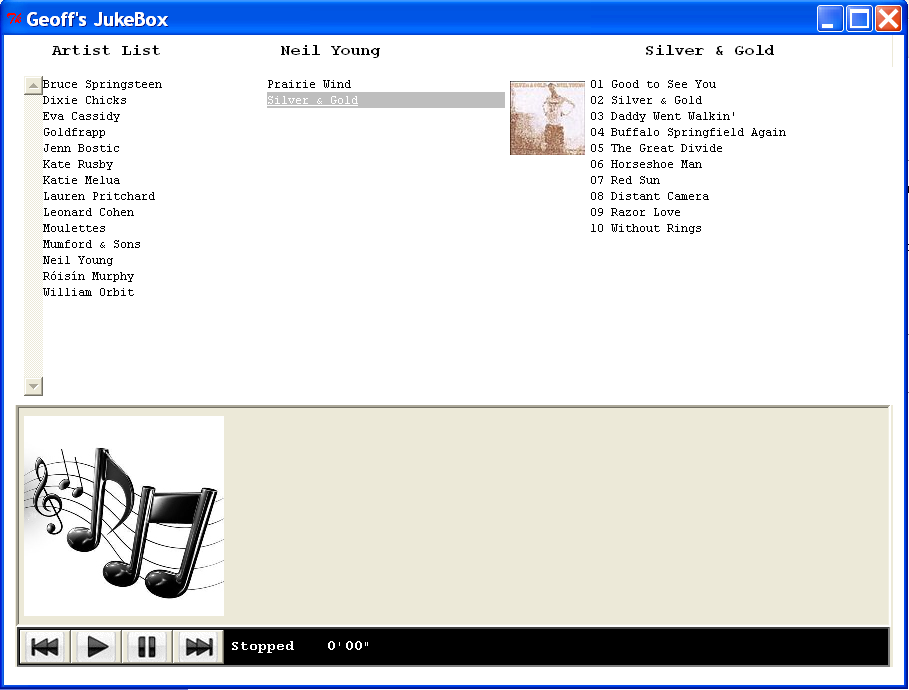 Geoff's JukeBox
Artist List
Neil Young
Silver & Gold
Bruce Springsteen
Dixie Chicks
Eva Cassidy
Goldfrapp
Jenn Bostic
Kate Rusby
Katie Melua
Lauren Pritchard
Leonard Cohen
Moulettes
Mumford & Sons
Neil Young
Róisín Murphy
William Orbit
Prairie Wind
Silver & Gold
SILVER & GOLD NEIL YOUNG
01 Good to See You
02 Silver & Gold
03 Daddy Went Walkin'
04 Buffalo Springfield Again
05 The Great Divide
06 Horseshoe Man
07 Red Sun
08 Distant Camera
09 Razor Love
10 Without Rings
Stopped 0'00"